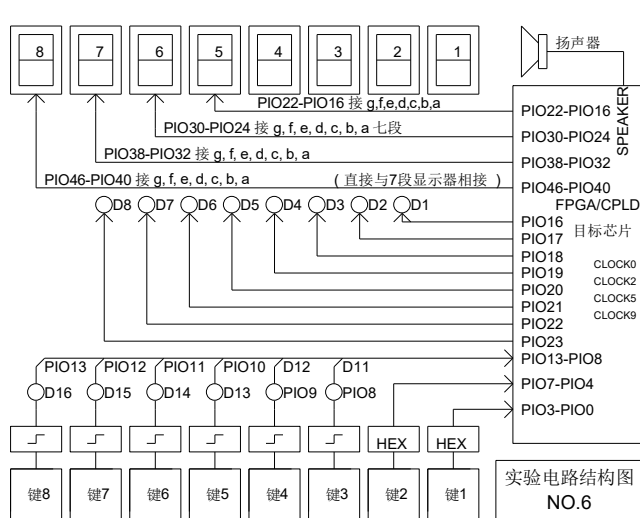 8 7 6 5 4 3 2 1
扬声器
SPEAKER
PIO22-PIO16 接 g,f,e,d,c,b,a
PIO22-PIO16
PIO30-PIO24 接 g, f, e, d, c, b, a 七段
PIO30-PIO24
PIO38-PIO32 接 g, f, e, d, c, b, a
PIO38-PIO32
PIO46-PIO40 接 g, f, e, d, c, b, a
( 直接与7段显示器相接 )
PIO46-PIO40
FPGA/CPLD
目标芯片
D8 D7 D6 D5 D4 D3 D2 D1
PIO16
PIO17
PIO18
PIO19
PIO20
PIO21
PIO22
PIO23
CLOCK0
CLOCK2
CLOCK5
CLOCK9
PIO13-PIO8
PIO7-PIO4
PIO3-PIO0
PIO13 PIO12 PIO11 PIO10 D12 D11
D16 D15 D14 D13 PIO9 PIO8
HEX HEX
键8 键7 键6 键5 键4 键3 键2 键1
实验电路结构图
NO.6